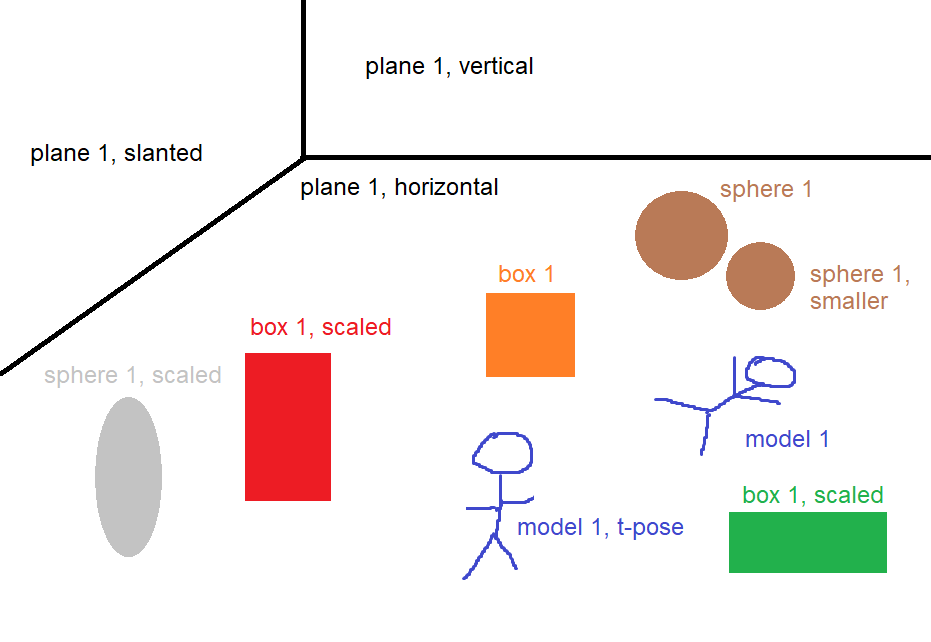 plane 1, vertical
plane 1, slanted
plane 1, horizontal
sphere 1
box 1
sphere 1,
smaller
box 1, scaled
sphere 1, scaled
model 1
box 1, scaled
model 1, t-pose